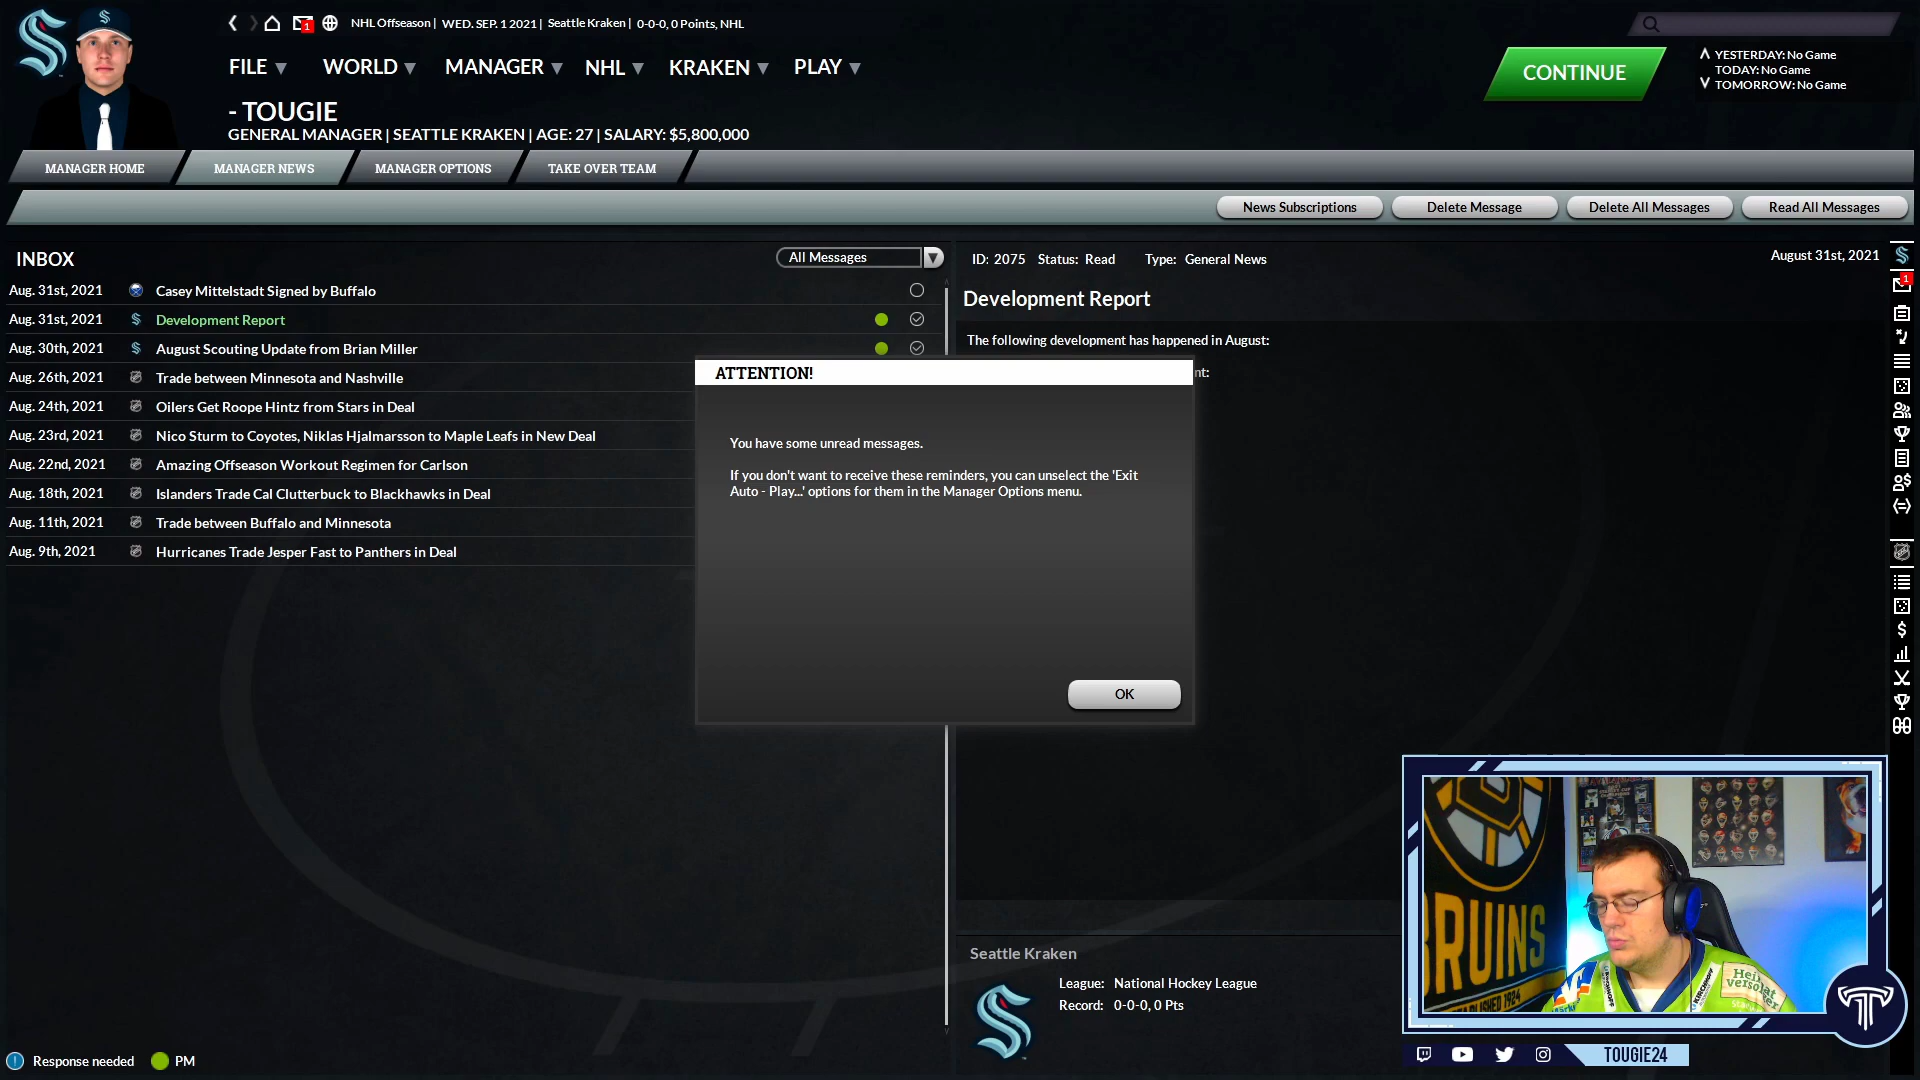 1
NHL Offseason | WED. SEP. 1 2021 | Seattle Kraken | 0-0-0, 0 Points, NHL
FILE WORLD MANAGER NHL KRAKEN PLAY
CONTINUE
YESTERDAY: No Game
TODAY: No Game
TOMORROW: No Game
- TOUGIE
GENERAL MANAGER | SEATTLE KRAKEN | AGE: 27 | SALARY: $5,800,000
MANAGER HOME MANAGER NEWS MANAGER OPTIONS TAKE OVER TEAM
News Subscriptions Delete Message Delete All Messages Read All Messages
INBOX
All Messages
Aug. 31st, 2021 Casey Mittelstadt Signed by Buffalo
Aug. 31st, 2021 Development Report
Aug. 30th, 2021 August Scouting Update from Brian Miller
Aug. 26th, 2021 Trade between Minnesota and Nashville
Aug. 24th, 2021 Oilers Get Roope Hintz from Stars in Deal
Aug. 23rd, 2021 Nico Sturm to Coyotes, Niklas Hjalmarsson to Maple Leafs in New Deal
Aug. 22nd, 2021 Amazing Offseason Workout Regimen for Carlson
Aug. 18th, 2021 Islanders Trade Cal Clutterbuck to Blackhawks in Deal
Aug. 11th, 2021 Trade between Buffalo and Minnesota
Aug. 9th, 2021 Hurricanes Trade Jesper Fast to Panthers in Deal
ID: 2075 Status: Read Type: General News
August 31st, 2021
1
Development Report
The following development has happened in August:
nt:
ATTENTION!
You have some unread messages.
If you don't want to receive these reminders, you can unselect the 'Exit
Auto - Play...' options for them in the Manager Options menu.
OK
Seattle Kraken
League: National Hockey League
Record: 0-0-0, 0 Pts
Response needed PM
BRUINS
ESTABLISHED 1924
Hei
versolat
TOUGIE24